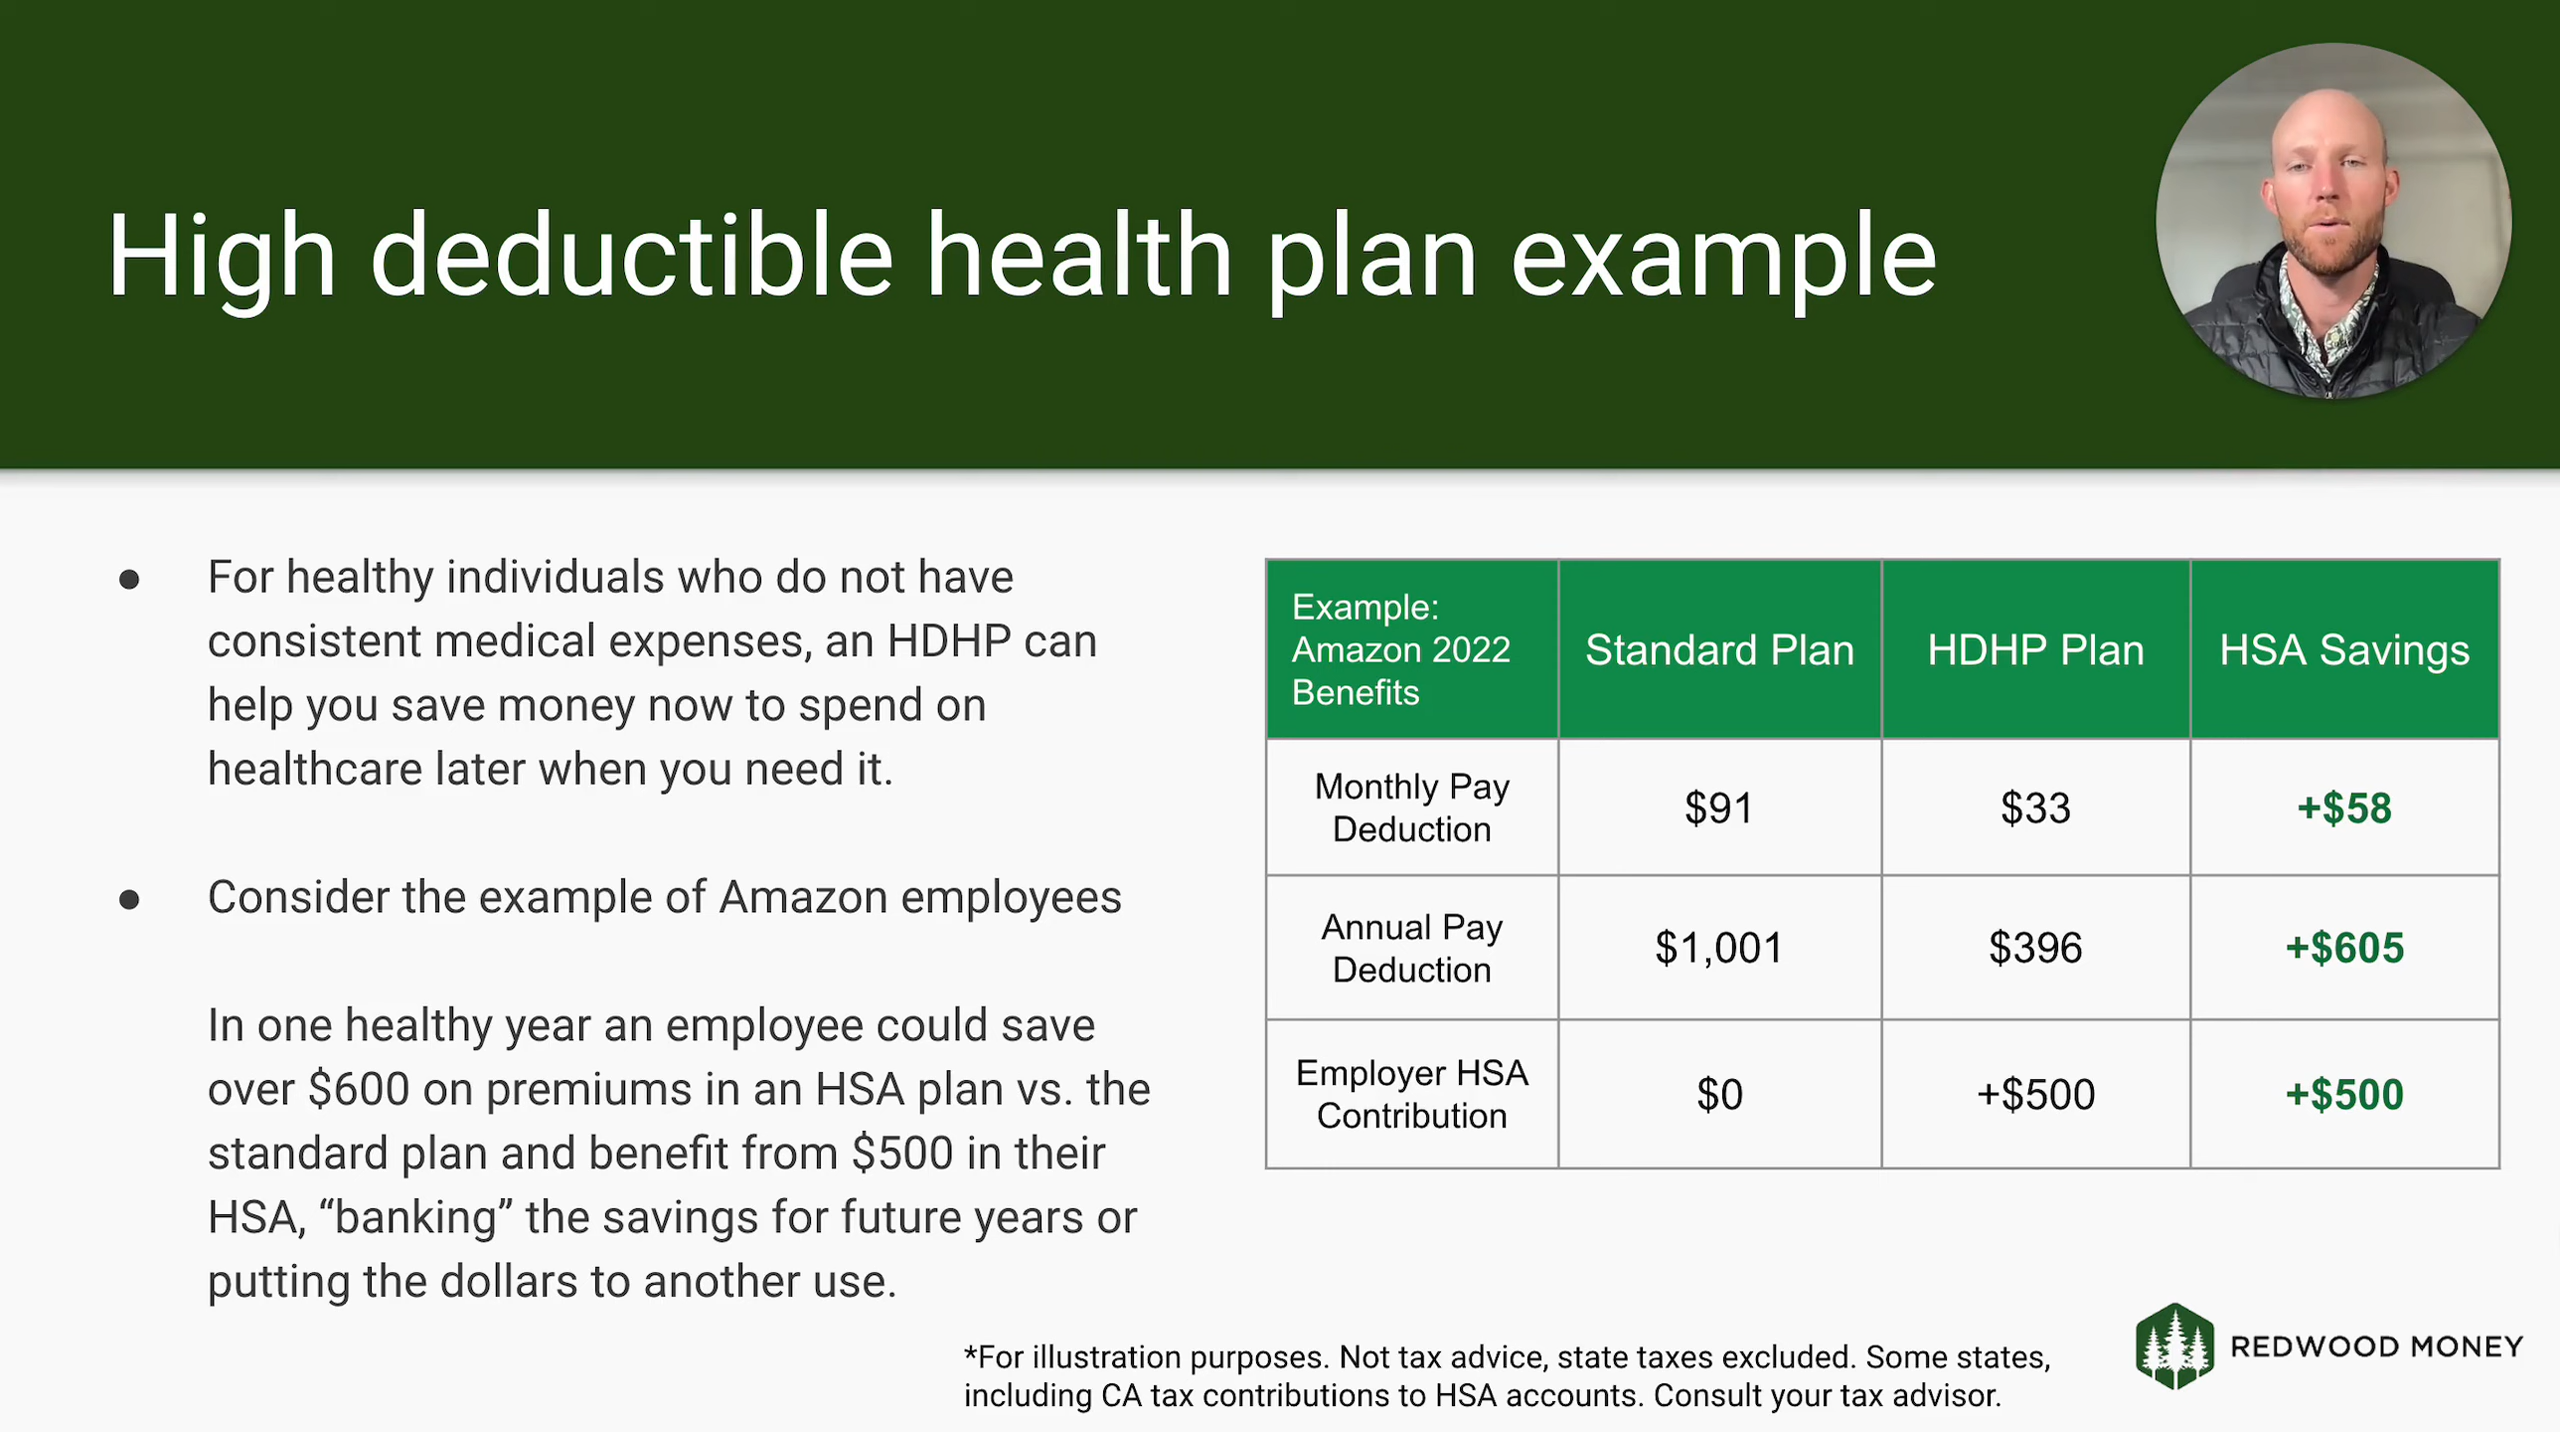 High deductible health plan example
● For healthy individuals who do not have
consistent medical expenses, an HDHP can
help you save money now to spend on
healthcare later when you need it.
● Consider the example of Amazon employees
In one healthy year an employee could save
over $600 on premiums in an HSA plan vs. the
standard plan and benefit from $500 in their
HSA, “banking” the savings for future years or
putting the dollars to another use.
Example:
Amazon 2022
Benefits
Standard Plan
HDHP Plan
HSA Savings
Monthly Pay
Deduction
$91
$33
+$58
Annual Pay
Deduction
$1,001
$396
+$605
Employer HSA
Contribution
$0
+$500
+$500
*For illustration purposes. Not tax advice, state taxes excluded. Some states,
including CA tax contributions to HSA accounts. Consult your tax advisor.
REDWOOD MONEY